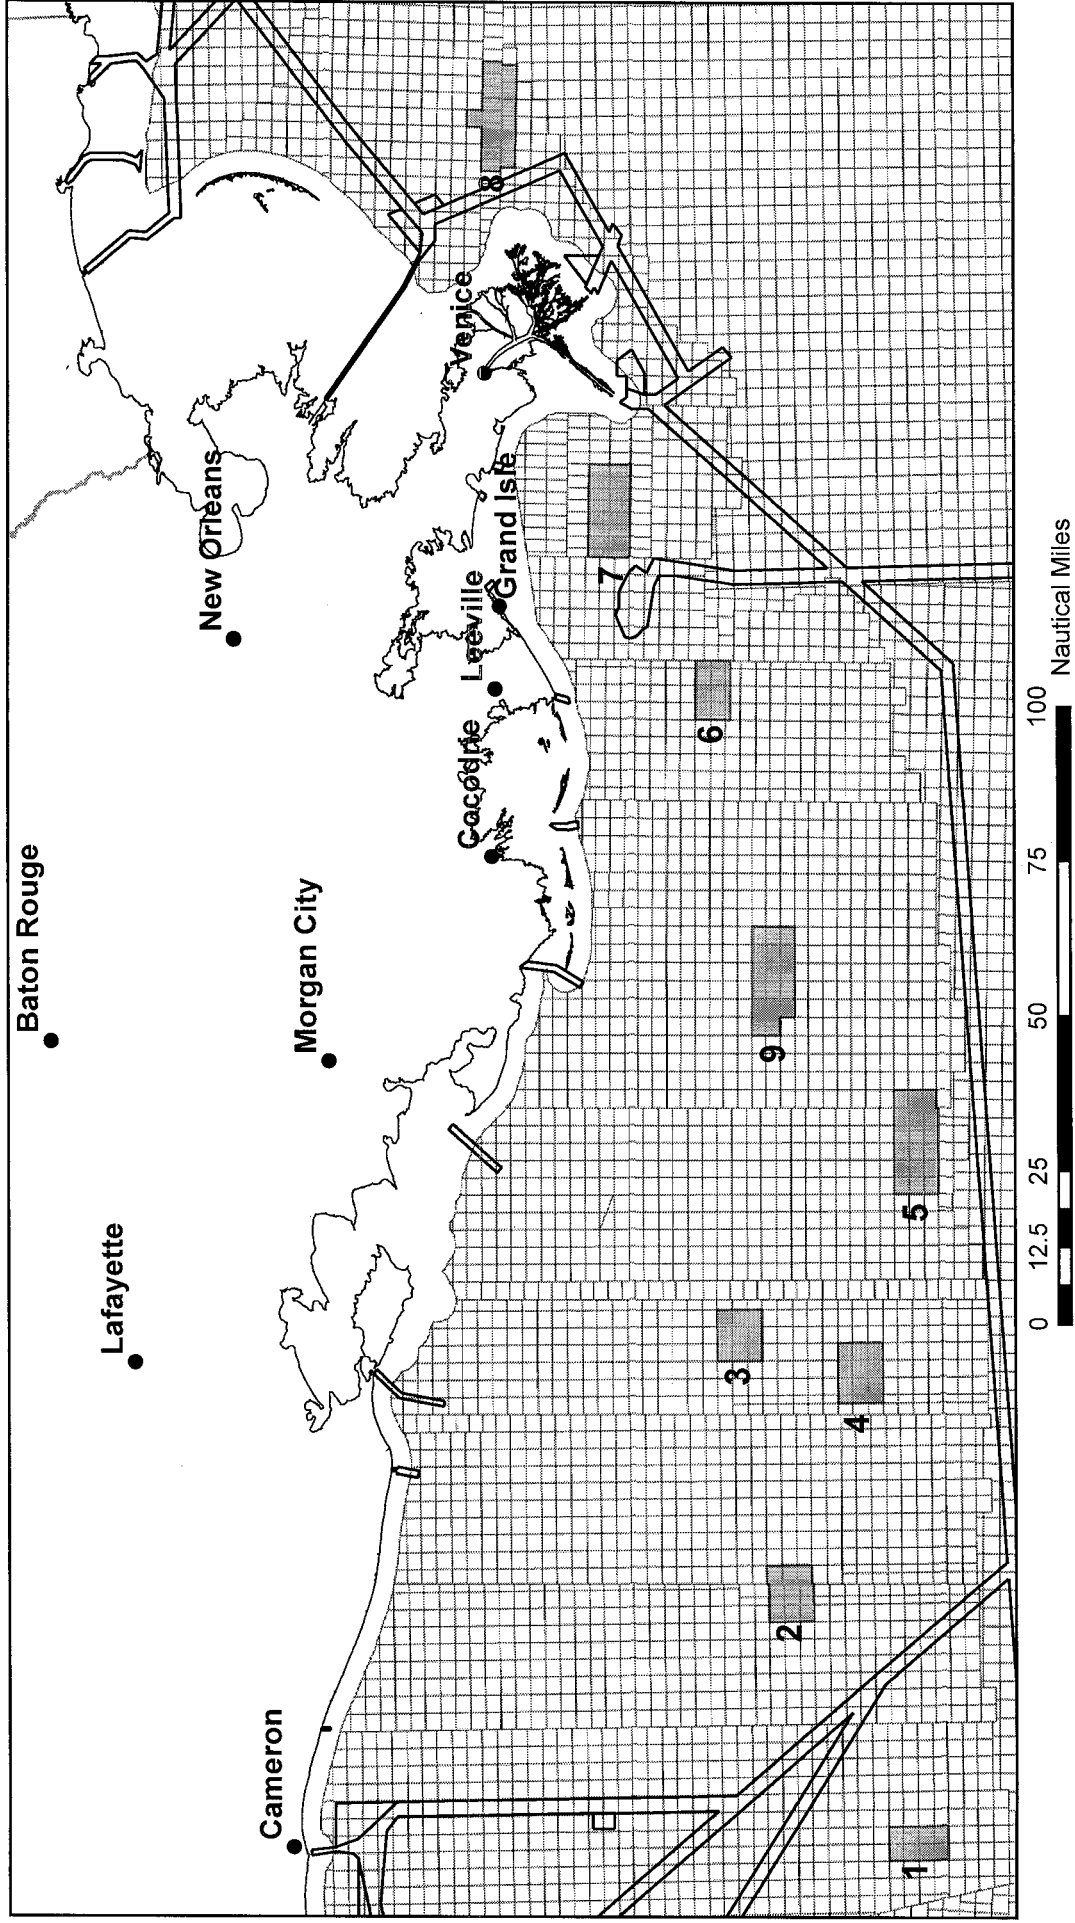 Baton Rouge
Lafayette
New Orleans
Morgan City
Cameron
Venice
Grand Isle
Leeville
Cocodrie
8
7
6
9
3
2
4
5
1
0 12.5 25 50 75 100
Nautical Miles